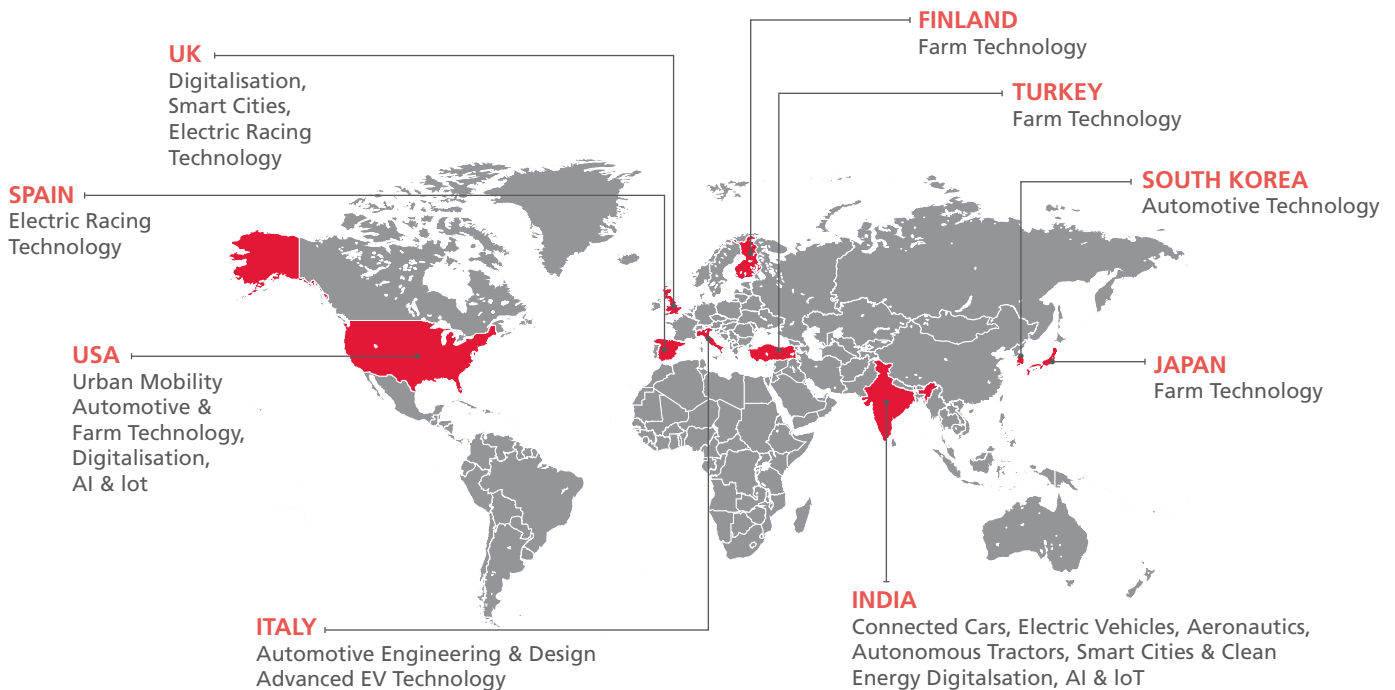 FINLAND
Farm Technology
UK
Digitalisation,
Smart Cities,
Electric Racing
Technology
TURKEY
Farm Technology
SPAIN
Electric Racing
Technology
SOUTH KOREA
Automotive Technology
USA
Urban Mobility
Automotive &
Farm Technology,
Digitalisation,
AI & lot
JAPAN
Farm Technology
ITALY
Automotive Engineering & Design
Advanced EV Technology
INDIA
Connected Cars, Electric Vehicles, Aeronautics,
Autonomous Tractors, Smart Cities & Clean
Energy Digitalsation, AI & loT